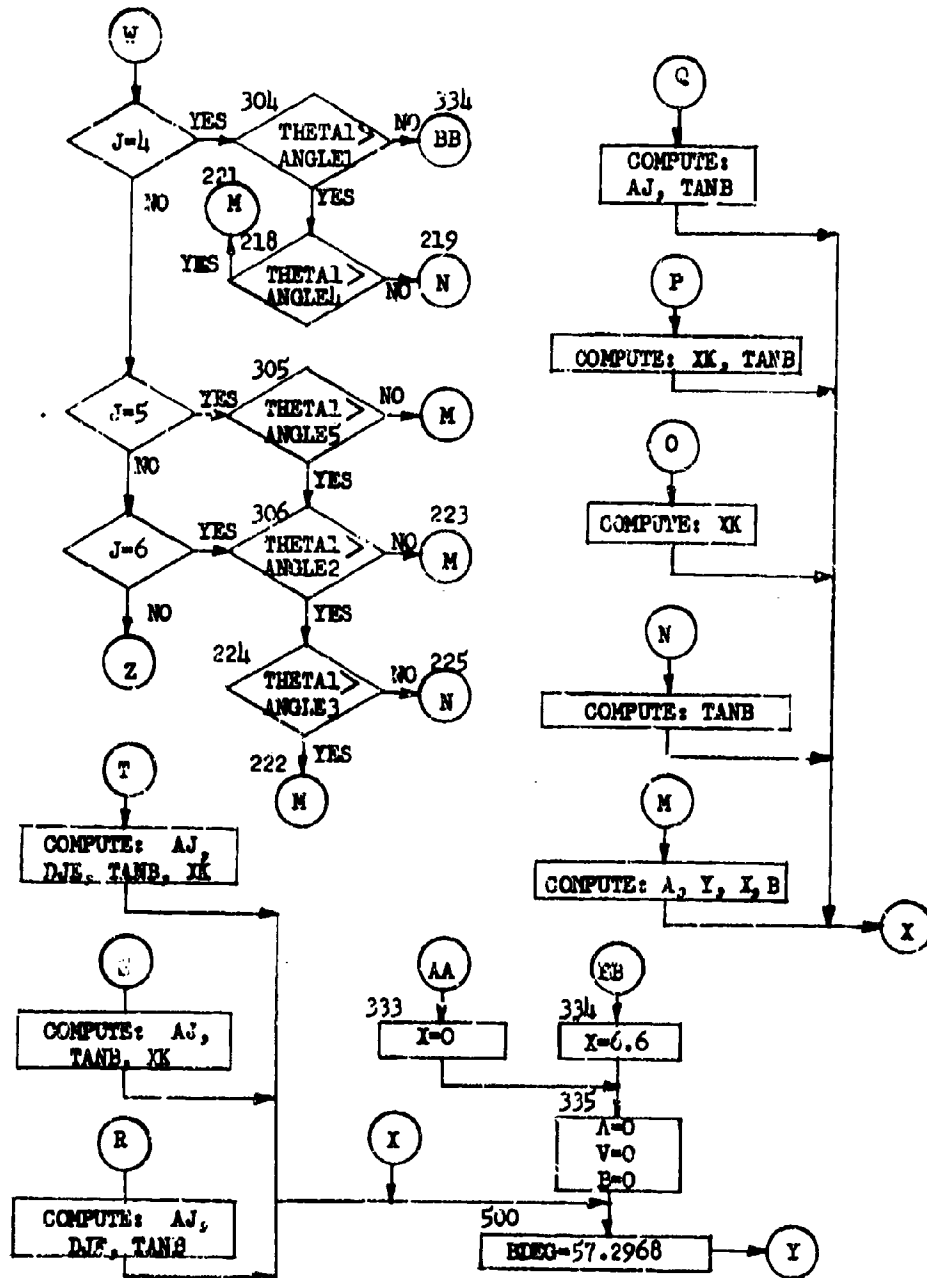 W
J=4
YES
304
THETA1>
ANGLE1
NO
334
BB
NO
YES
221
M
218
YES
THETA1>
ANGLE4
NO
219
N
J=5
YES
305
THETA1>
ANGLE5
NO
M
NO
YES
J=6
YES
306
THETA1>
ANGLE2
NO
223
M
NO
YES
Z
224
THETA1>
ANGLE3
NO
225
N
YES
222
M
Q
COMPUTE:
AJ, TANB
P
COMPUTE: XK, TANB
O
COMPUTE: XK
N
COMPUTE: TANB
M
COMPUTE: A, Y, X, B
X
T
COMPUTE: AJ,
DJE, TANB, XK
S
COMPUTE: AJ,
TANB, XK
R
COMPUTE: AJ,
DJE, TANB
AA
333
X=0
BB
334
X=6.6
335
A=0
V=0
B=0
X
500
BDEG=57.2968
Y